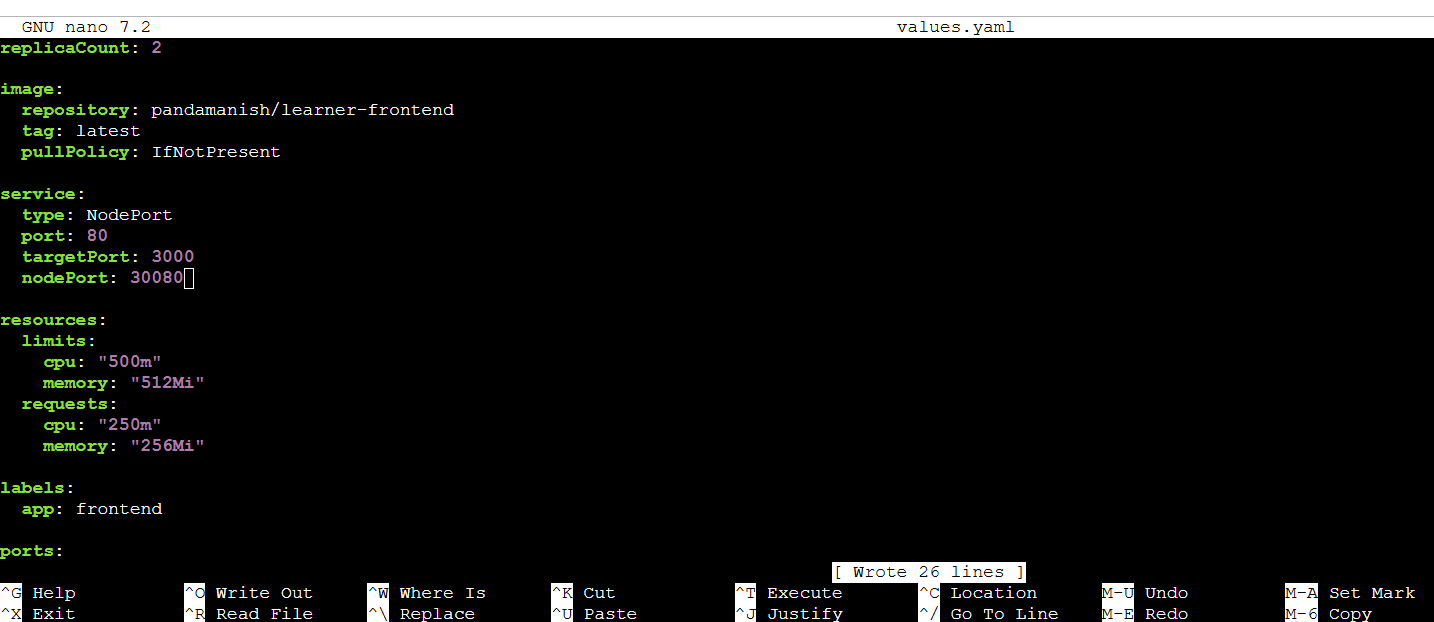 GNU nano 7.2 values.yaml
replicaCount: 2
image:
  repository: pandamanish/learner-frontend
  tag: latest
  pullPolicy: IfNotPresent
service:
  type: NodePort
  port: 80
  targetPort: 3000
  nodePort: 30080
resources:
  limits:
    cpu: "500m"
    memory: "512Mi"
  requests:
    cpu: "250m"
    memory: "256Mi"
labels:
  app: frontend
ports:
[ Wrote 26 lines ]
^G Help ^O Write Out ^W Where Is ^K Cut ^T Execute ^C Location M-U Undo M-A Set Mark
^X Exit ^R Read File ^\ Replace ^U Paste ^J Justify ^/ Go To Line M-E Redo M-6 Copy